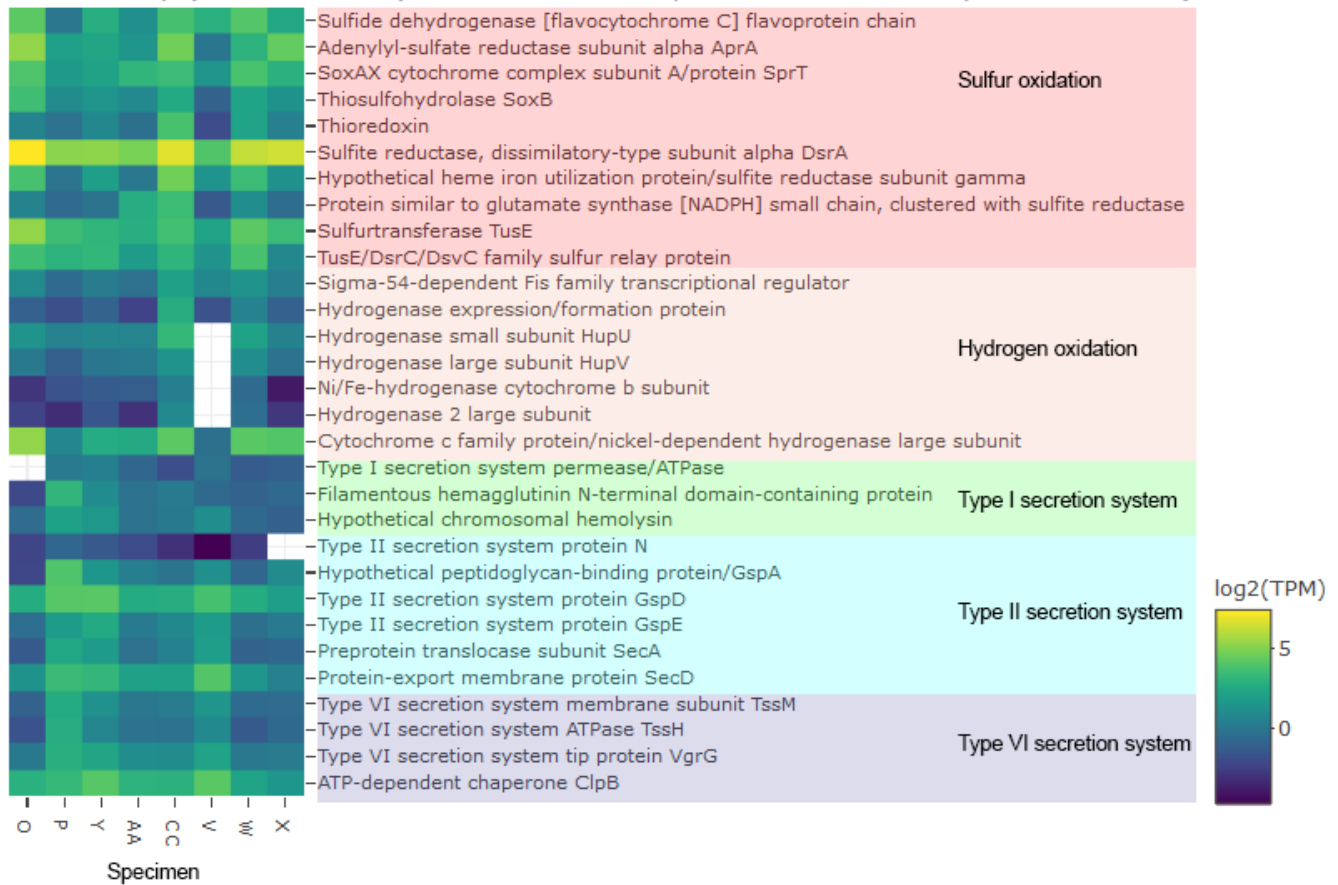 Sulfide dehydrogenase [flavocytochrome C] flavoprotein chain
Adenylyl-sulfate reductase subunit alpha AprA
SoxAX cytochrome complex subunit A/protein SprT
Sulfur oxidation
Thiosulfohydrolase SoxB
Thioredoxin
Sulfite reductase, dissimilatory-type subunit alpha DsrA
Hypothetical heme iron utilization protein/sulfite reductase subunit gamma
Protein similar to glutamate synthase [NADPH] small chain, clustered with sulfite reductase
Sulfurtransferase TusE
TusE/DsrC/DsvC family sulfur relay protein
Sigma-54-dependent Fis family transcriptional regulator
Hydrogenase expression/formation protein
Hydrogenase small subunit HupU
Hydrogen oxidation
Hydrogenase large subunit HupV
Ni/Fe-hydrogenase cytochrome b subunit
Hydrogenase 2 large subunit
Cytochrome c family protein/nickel-dependent hydrogenase large subunit
Type I secretion system permease/ATPase
Filamentous hemagglutinin N-terminal domain-containing protein
Type I secretion system
Hypothetical chromosomal hemolysin
Type II secretion system protein N
Hypothetical peptidoglycan-binding protein/GspA
Type II secretion system protein GspD
Type II secretion system
Type II secretion system protein GspE
Preprotein translocase subunit SecA
Protein-export membrane protein SecD
Type VI secretion system membrane subunit TssM
Type VI secretion system ATPase TssH
Type VI secretion system
Type VI secretion system tip protein VgrG
ATP-dependent chaperone ClpB
log2(TPM)
5
0
O P Y AA CC V W X
Specimen